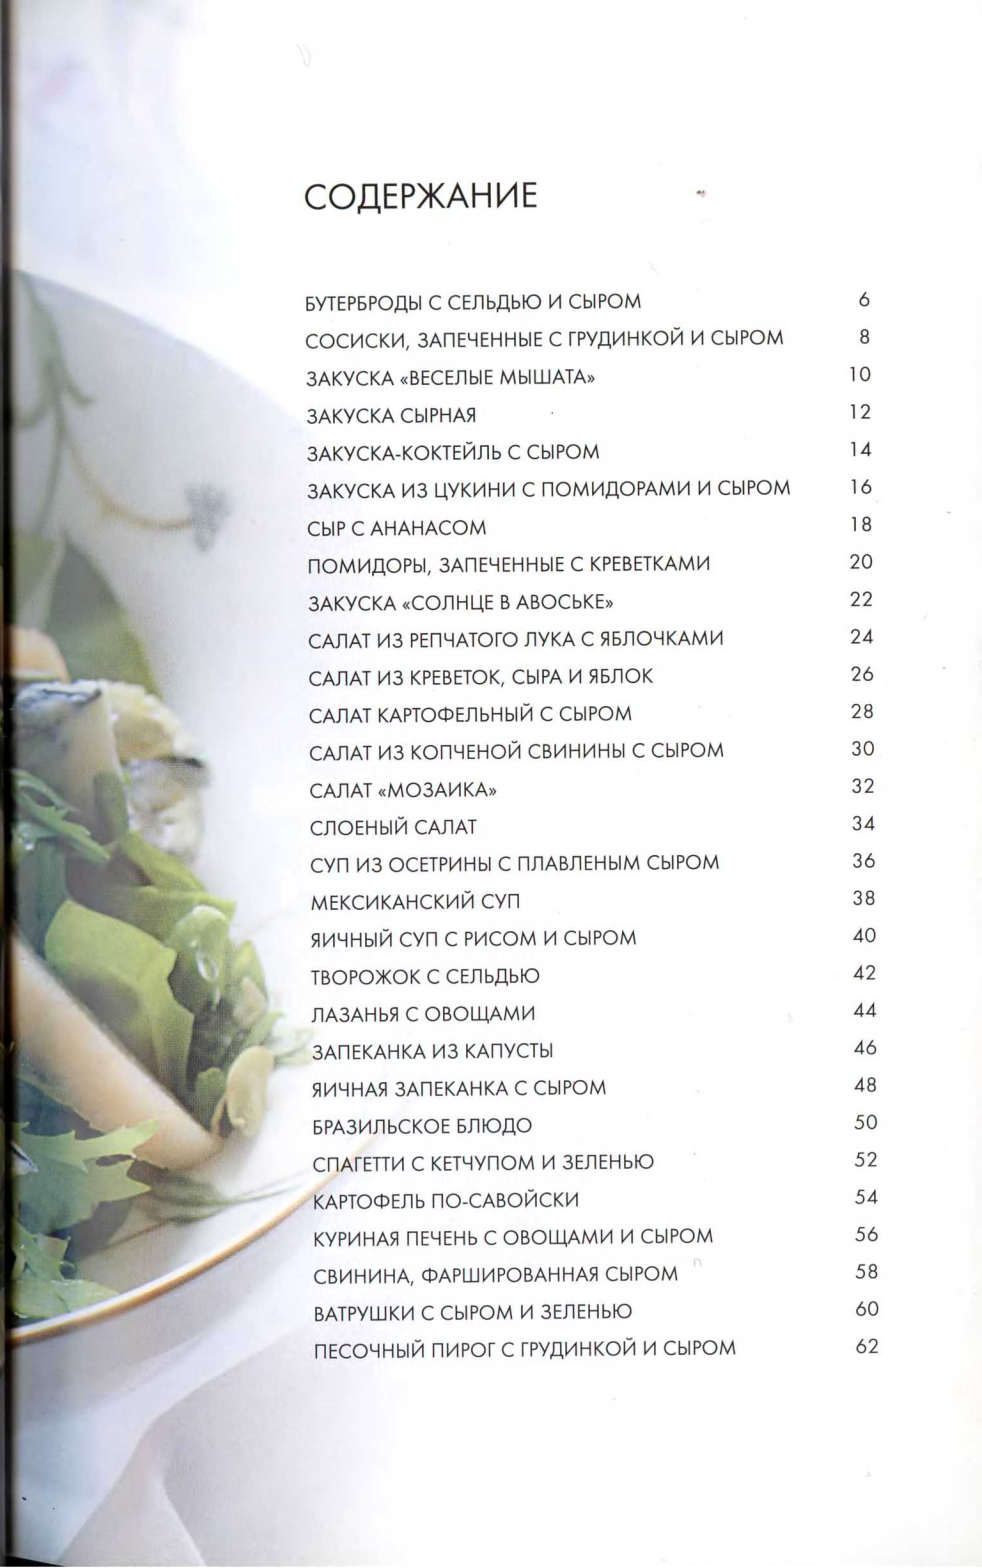 СОДЕРЖАНИЕ
БУТЕРБРОДЫ С СЕЛЬДЬЮ И СЫРОМ 6
СОСИСКИ, ЗАПЕЧЕННЫЕ С ГРУДИНКОЙ И СЫРОМ 8
ЗАКУСКА «ВЕСЕЛЫЕ МЫШАТА» 10
ЗАКУСКА СЫРНАЯ 12
ЗАКУСКА-КОКТЕЙЛЬ С СЫРОМ 14
ЗАКУСКА ИЗ ЦУКИНИ С ПОМИДОРАМИ И СЫРОМ 16
СЫР С АНАНАСОМ 18
ПОМИДОРЫ, ЗАПЕЧЕННЫЕ С КРЕВЕТКАМИ 20
ЗАКУСКА «СОЛНЦЕ В АВОСЬКЕ» 22
САЛАТ ИЗ РЕПЧАТОГО ЛУКА С ЯБЛОЧКАМИ 24
САЛАТ ИЗ КРЕВЕТОК, СЫРА И ЯБЛОК 26
САЛАТ КАРТОФЕЛЬНЫЙ С СЫРОМ 28
САЛАТ ИЗ КОПЧЕНОЙ СВИНИНЫ С СЫРОМ 30
САЛАТ «МОЗАИКА» 32
СЛОЕНЫЙ САЛАТ 34
СУП ИЗ ОСЕТРИНЫ С ПЛАВЛЕНЫМ СЫРОМ 36
МЕКСИКАНСКИЙ СУП 38
ЯИЧНЫЙ СУП С РИСОМ И СЫРОМ 40
ТВОРОЖОК С СЕЛЬДЬЮ 42
ЛАЗАНЬЯ С ОВОЩАМИ 44
ЗАПЕКАНКА ИЗ КАПУСТЫ 46
ЯИЧНАЯ ЗАПЕКАНКА С СЫРОМ 48
БРАЗИЛЬСКОЕ БЛЮДО 50
СПАГЕТТИ С КЕТЧУПОМ И ЗЕЛЕНЬЮ 52
КАРТОФЕЛЬ ПО-САВОЙСКИ 54
КУРИНАЯ ПЕЧЕНЬ С ОВОЩАМИ И СЫРОМ 56
СВИНИНА, ФАРШИРОВАННАЯ СЫРОМ 58
ВАТРУШКИ С СЫРОМ И ЗЕЛЕНЬЮ 60
ПЕСОЧНЫЙ ПИРОГ С ГРУДИНКОЙ И СЫРОМ 62